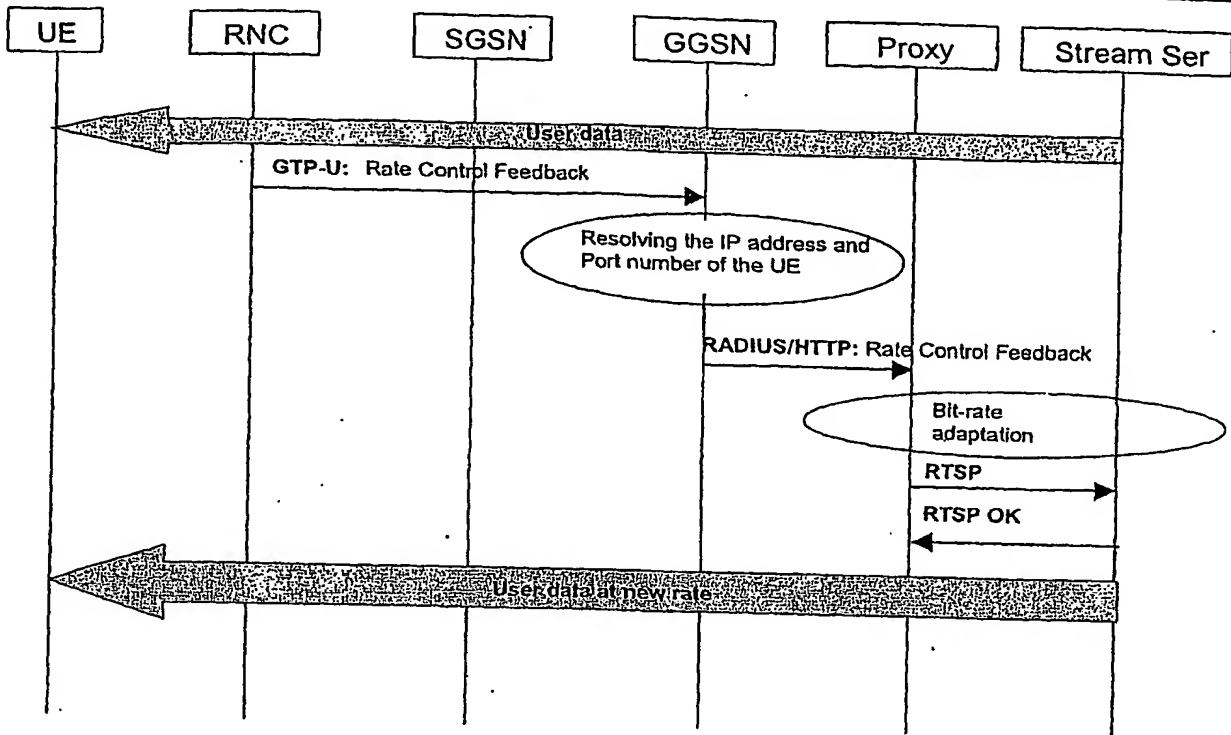 UE
RNC
SGSN
GGSN
Proxy
Stream Ser
User data
GTP-U: Rate Control Feedback
Resolving the IP address and
Port number of the UE
RADIUS/HTTP: Rate Control Feedback
Bit-rate
adaptation
RTSP
RTSP OK
User data at new rate